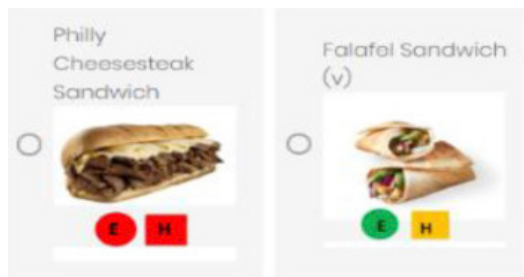 Philly
Cheesesteak
Sandwich
E H
Falafel Sandwich
(v)
E H